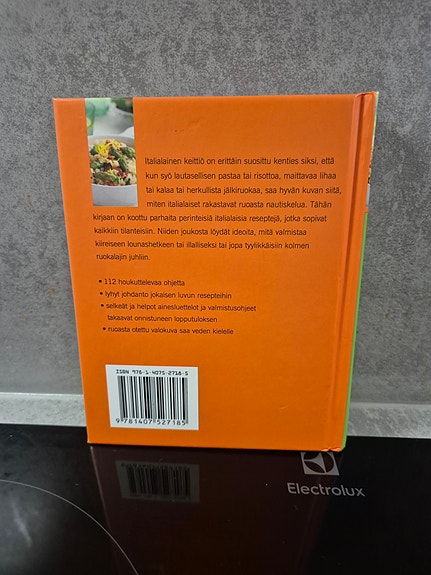 Italialainen keittiö on erittäin suosittu kenties siksi, että
kun syö lautasellisen pastaa tai risottoa, maittavaa lihaa
tai kalaa tai herkullista jälkiruokaa, saa hyvän kuvan siitä,
miten italialaiset rakastavat ruoasta nautiskelua. Tähän
kirjaan on koottu parhaita perinteisiä italialaisia reseptejä, jotka sopivat
kaikkiin tilanteisiin. Niiden joukosta löydät ideoita, mitä valmistaa
kiireiseen lounashetkeen tai illalliseksi tai jopa tyylikkäisiin kolmen
ruokalajin juhliin.
• 112 houkuttelevaa ohjetta
• lyhyt johdanto jokaisen luvun resepteihin
• selkeät ja helpot ainesluettelot ja valmistusohjeet
takaavat onnistuneen lopputuloksen
• ruoasta otettu valokuva saa veden kielelle
ISBN 978-1-4075-2718-5
9 781407 527185
Electrolux